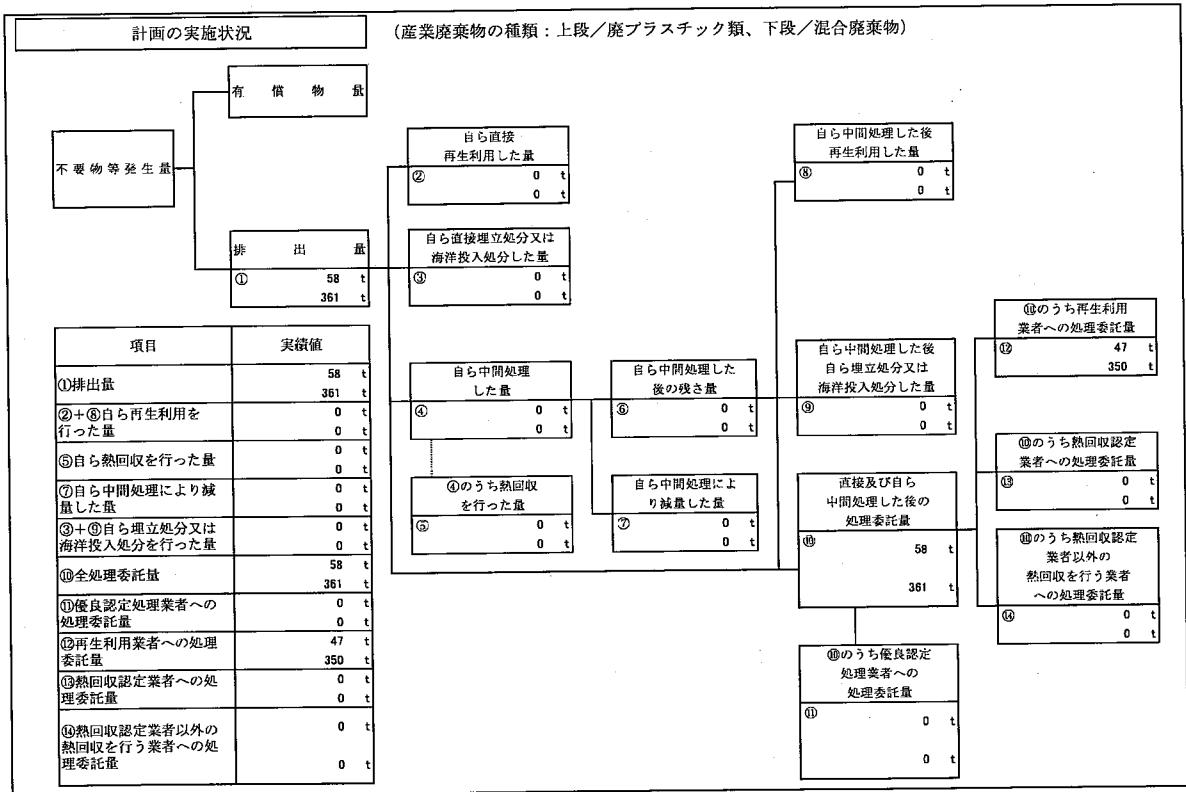 計画の実施状況
(産業廃棄物の種類:上段/廃プラスチック類、下段/混合廃棄物)
有償物量
不要物等発生量
排出量
① 58 t
361 t
自ら直接
再生利用した量
② 0 t
0 t
自ら直接埋立処分又は
海洋投入処分した量
③ 0 t
0 t
自ら中間処理した後
再生利用した量
⑧ 0 t
0 t
自ら中間処理
した量
④ 0 t
0 t
④のうち熱回収
を行った量
⑤ 0 t
0 t
自ら中間処理した
後の残さ量
⑥ 0 t
0 t
自ら中間処理によ
り減量した量
⑦ 0 t
0 t
自ら中間処理した後
自ら埋立処分又は
海洋投入処分した量
⑨ 0 t
0 t
直接及び自ら
中間処理した後の
処理委託量
⑩ 58 t
361 t
⑩のうち優良認定
処理業者への
処理委託量
⑪ 0 t
0 t
⑩のうち再生利用
業者への処理委託量
⑫ 47 t
350 t
⑩のうち熱回収認定
業者への処理委託量
⑬ 0 t
0 t
⑩のうち熱回収認定
業者以外の
熱回収を行う業者
への処理委託量
⑭ 0 t
0 t
項目 実績値
①排出量 58 t
361 t
②+⑧自ら再生利用を 0 t
行った量 0 t
⑤自ら熱回収を行った量 0 t
0 t
⑦自ら中間処理により減 0 t
量した量 0 t
③+⑨自ら埋立処分又は 0 t
海洋投入処分を行った量 0 t
⑩全処理委託量 58 t
361 t
⑪優良認定処理業者への 0 t
処理委託量 0 t
⑫再生利用業者への処理 47 t
委託量 350 t
⑬熱回収認定業者への処 0 t
理委託量 0 t
⑭熱回収認定業者以外の 0 t
熱回収を行う業者への処
理委託量 0 t